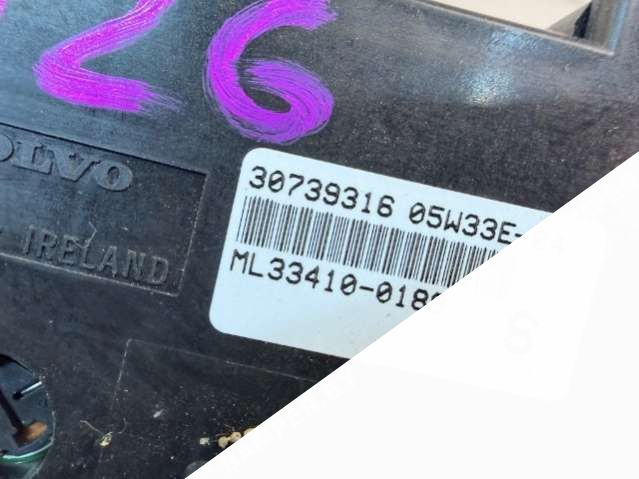 26
VOLVO
IRELAND
30739316 05W33E-
ML33410-018